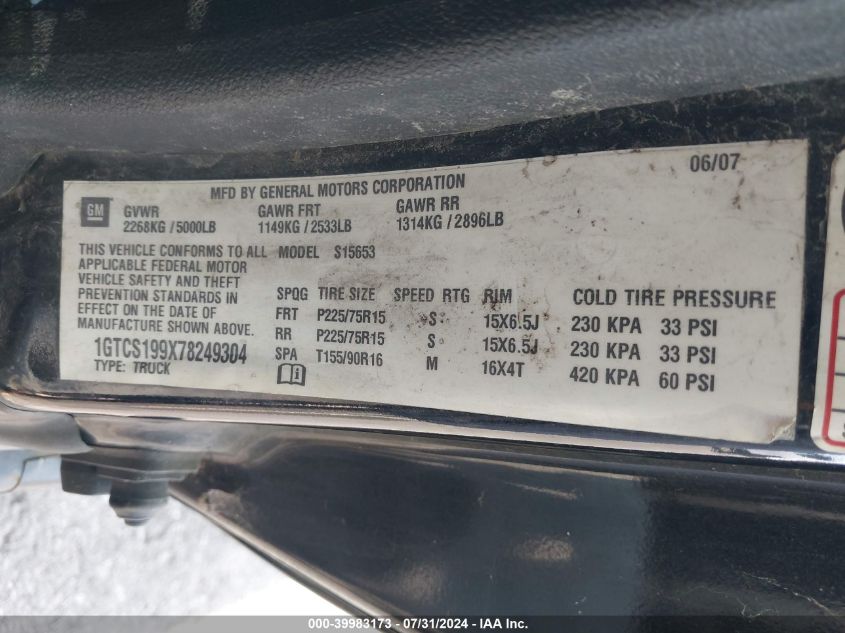 06/07
MFD BY GENERAL MOTORS CORPORATION
GM
GVWR GAWR FRT GAWR RR
2268KG / 5000LB 1149KG / 2533LB 1314KG / 2896LB
THIS VEHICLE CONFORMS TO ALL MODEL S15653
APPLICABLE FEDERAL MOTOR
VEHICLE SAFETY AND THEFT
PREVENTION STANDARDS IN
EFFECT ON THE DATE OF
MANUFACTURE SHOWN ABOVE.
1GTCS199X78249304
TYPE: TRUCK
SPQG TIRE SIZE SPEED RTG RIM COLD TIRE PRESSURE
FRT P225/75R15 S 15X6.5J 230 KPA 33 PSI
RR P225/75R15 S 15X6.5J 230 KPA 33 PSI
SPA T155/90R16 M 16X4T 420 KPA 60 PSI
000-39983173 - 07/31/2024 - IAA Inc.